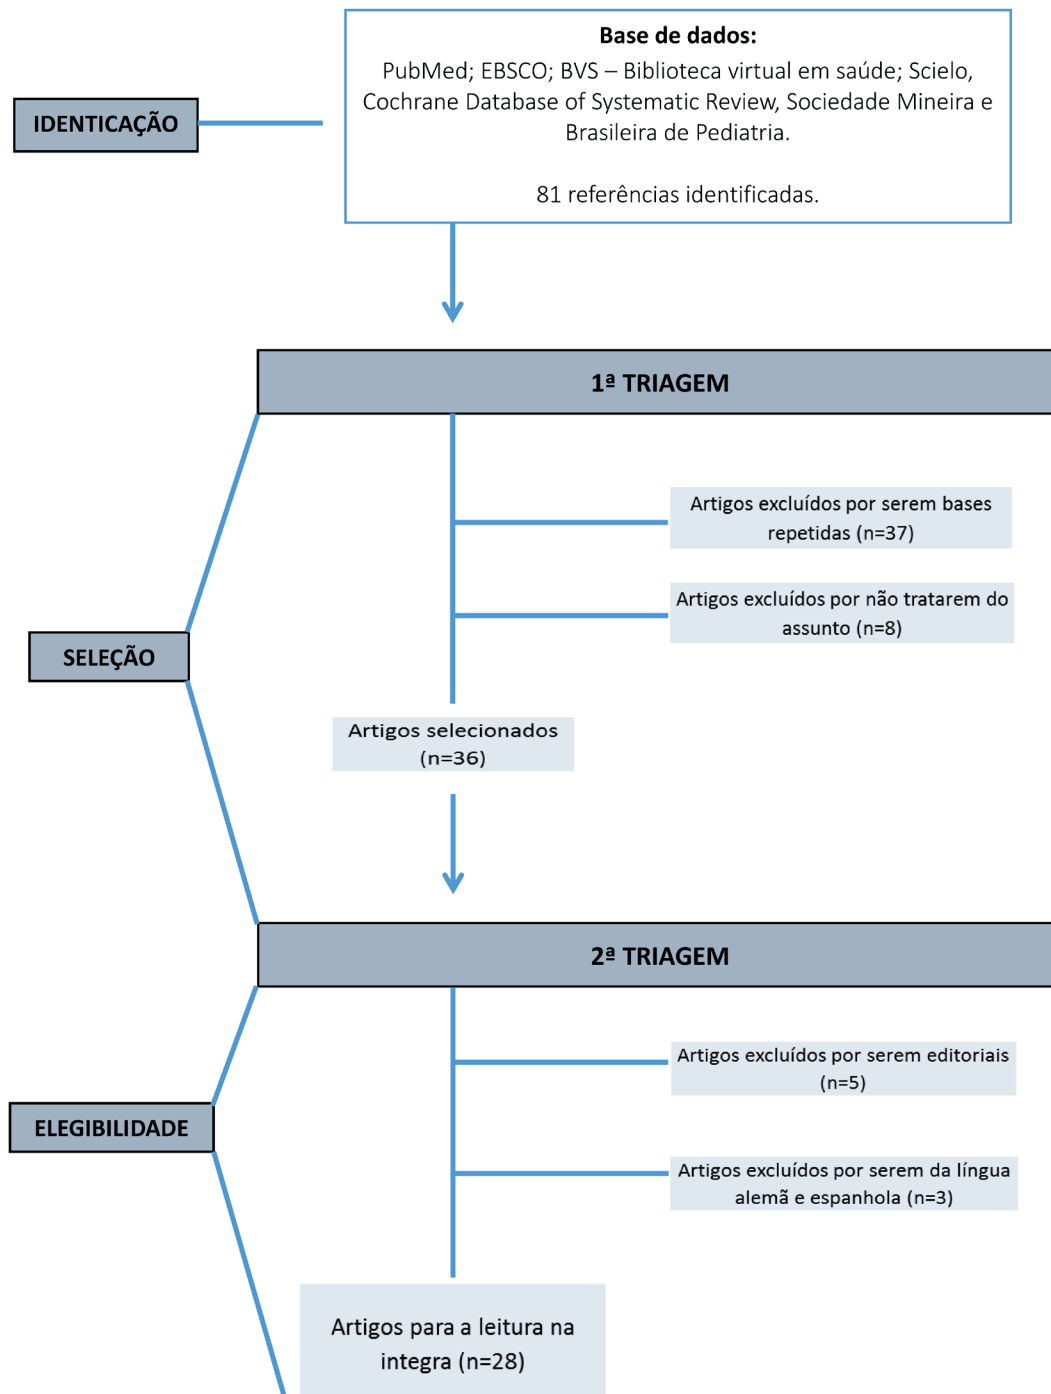 Base de dados:
PubMed; EBSCO; BVS – Biblioteca virtual em saúde; Scielo,
Cochrane Database of Systematic Review, Sociedade Mineira e
Brasileira de Pediatria.
81 referências identificadas.
IDENTICAÇÃO
1ª TRIAGEM
Artigos excluídos por serem bases
repetidas (n=37)
Artigos excluídos por não tratarem do
assunto (n=8)
SELEÇÃO
Artigos selecionados
(n=36)
2ª TRIAGEM
Artigos excluídos por serem editoriais
(n=5)
ELEGIBILIDADE
Artigos excluídos por serem da língua
alemã e espanhola (n=3)
Artigos para a leitura na
integra (n=28)